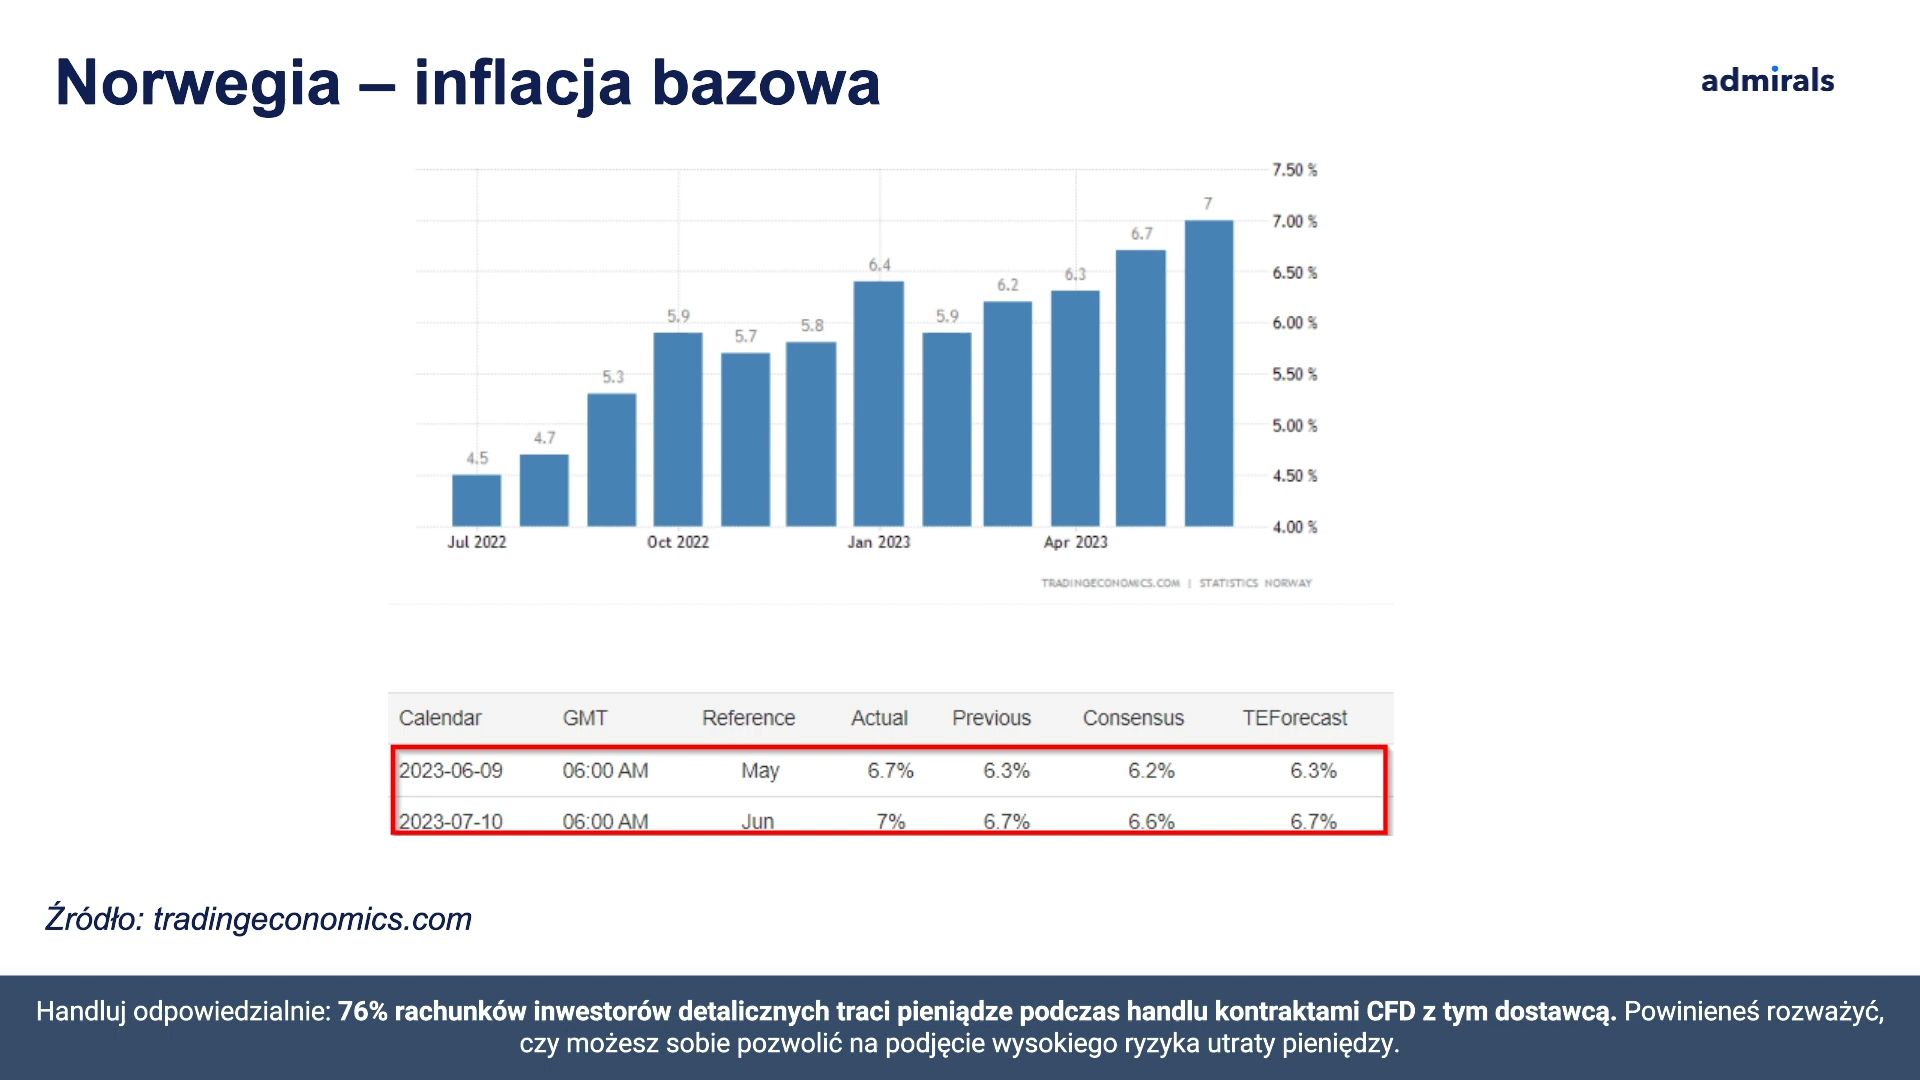 Norwegia – inflacja bazowa
admirals
7.50 %
7.00 %
6.50 %
6.00 %
5.50 %
5.00 %
4.50 %
4.00 %
4.5
4.7
5.3
5.9
5.7
5.8
6.4
5.9
6.2
6.3
6.7
7
Jul 2022 Oct 2022 Jan 2023 Apr 2023
TRADINGECONOMICS.COM | STATISTICS NORWAY
Calendar GMT Reference Actual Previous Consensus TEForecast
2023-06-09 06:00 AM May 6.7% 6.3% 6.2% 6.3%
2023-07-10 06:00 AM Jun 7% 6.7% 6.6% 6.7%
Źródło: tradingeconomics.com
Handluj odpowiedzialnie: 76% rachunków inwestorów detalicznych traci pieniądze podczas handlu kontraktami CFD z tym dostawcą. Powinieneś rozważyć,
czy możesz sobie pozwolić na podjęcie wysokiego ryzyka utraty pieniędzy.